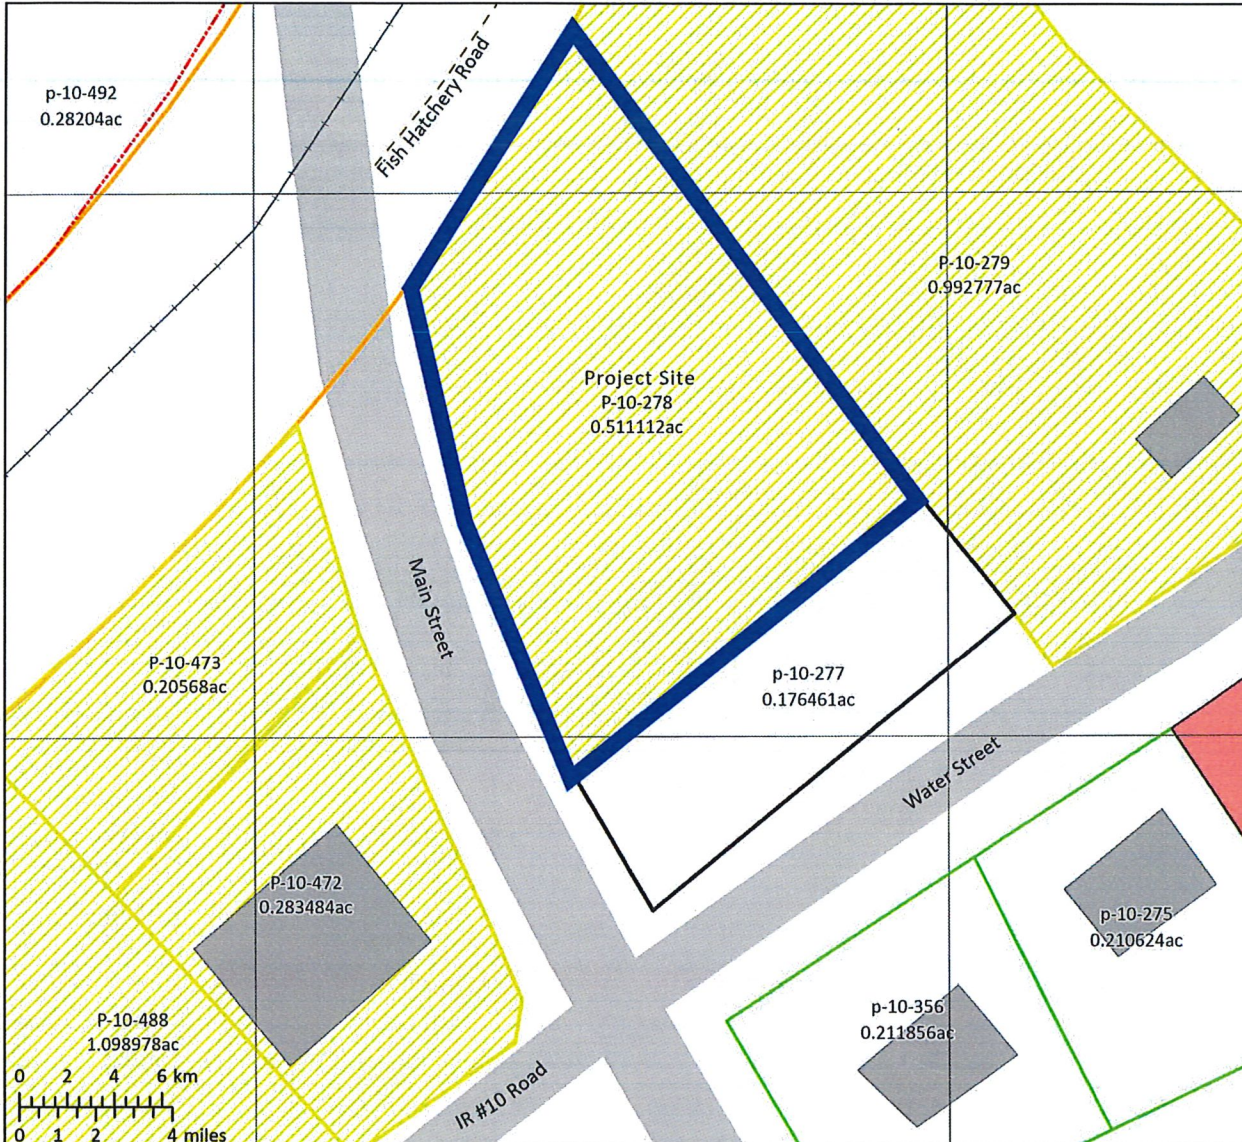 Fish Hatchery Road
p-10-492
0.28204ac
P-10-279
0.992777ac
Project Site
P-10-278
0.511112ac
Main Street
P-10-473
0.20568ac
p-10-277
0.176461ac
Water Street
P-10-472
0.283484ac
p-10-275
0.210624ac
P-10-488
1.098978ac
p-10-356
0.211856ac
IR #10 Road
0 2 4 6 km
0 1 2 4 miles